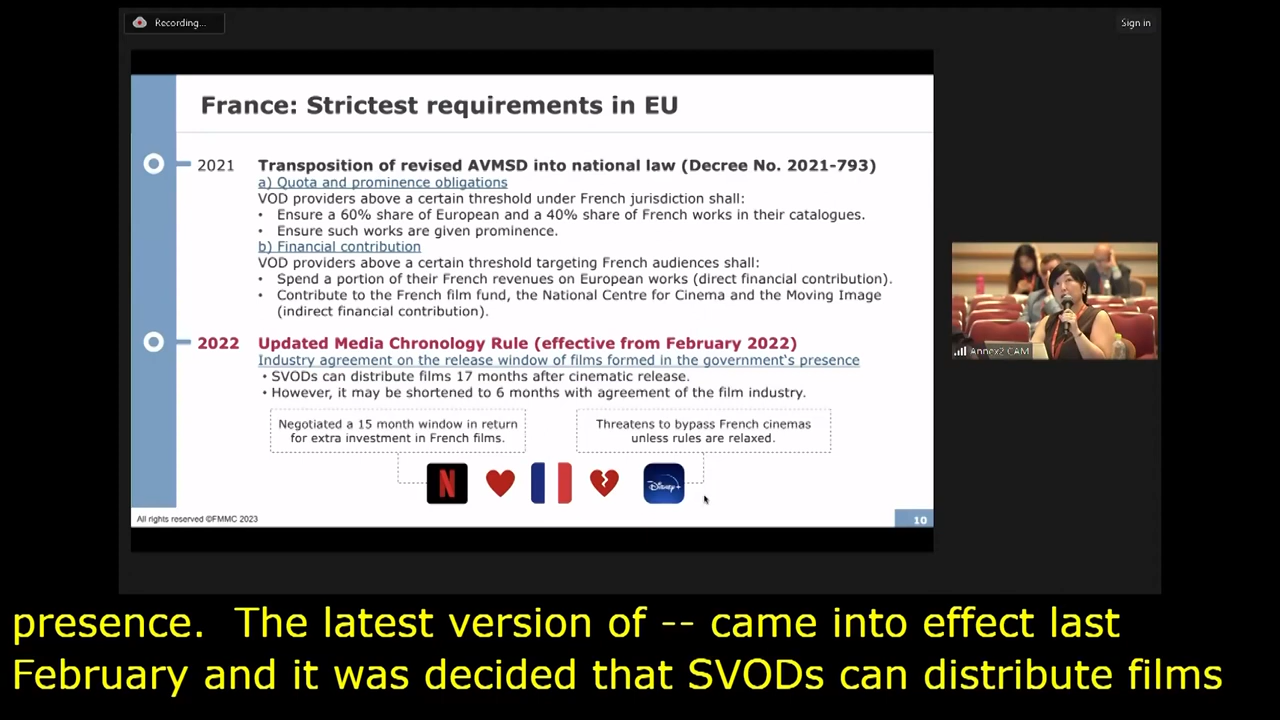 Recording...
Sign in
France: Strictest requirements in EU
2021
Transposition of revised AVMSD into national law (Decree No. 2021-793)
a) Quota and prominence obligations
VOD providers above a certain threshold under French jurisdiction shall:
• Ensure a 60% share of European and a 40% share of French works in their catalogues.
• Ensure such works are given prominence.
b) Financial contribution
VOD providers above a certain threshold targeting French audiences shall:
• Spend a portion of their French revenues on European works (direct financial contribution).
• Contribute to the French film fund, the National Centre for Cinema and the Moving Image
(indirect financial contribution).
2022
Updated Media Chronology Rule (effective from February 2022)
Industry agreement on the release window of films formed in the government's presence
• SVODs can distribute films 17 months after cinematic release.
• However, it may be shortened to 6 months with agreement of the film industry.
Negotiated a 15 month window in return
for extra investment in French films.
Threatens to bypass French cinemas
unless rules are relaxed.
N
Disney+
All rights reserved ©FMMC 2023
10
Annex2 CAM
presence. The latest version of -- came into effect last
February and it was decided that SVODs can distribute films